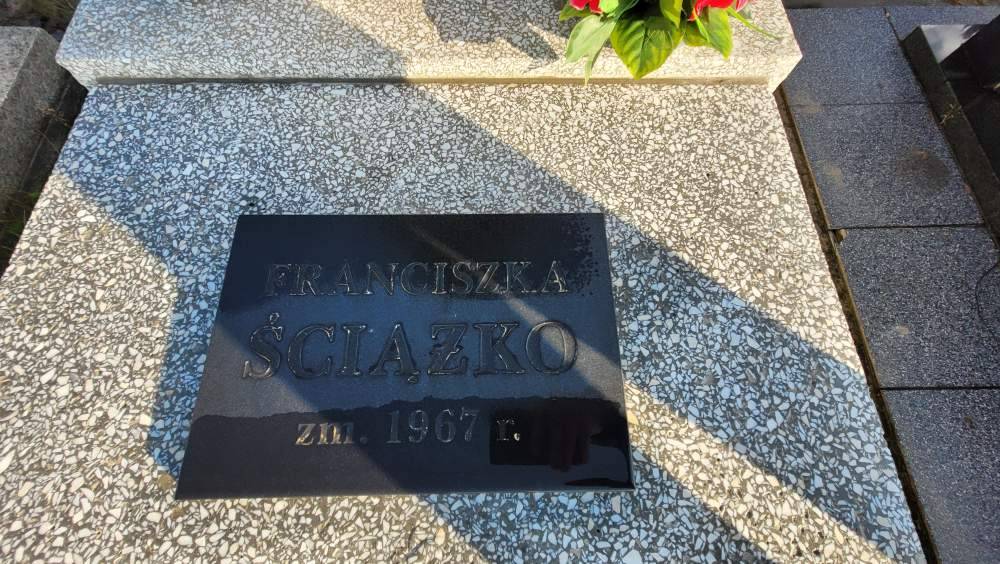 FRANCISZKA
ŚCIĄŻKO
zm. 1967 r.